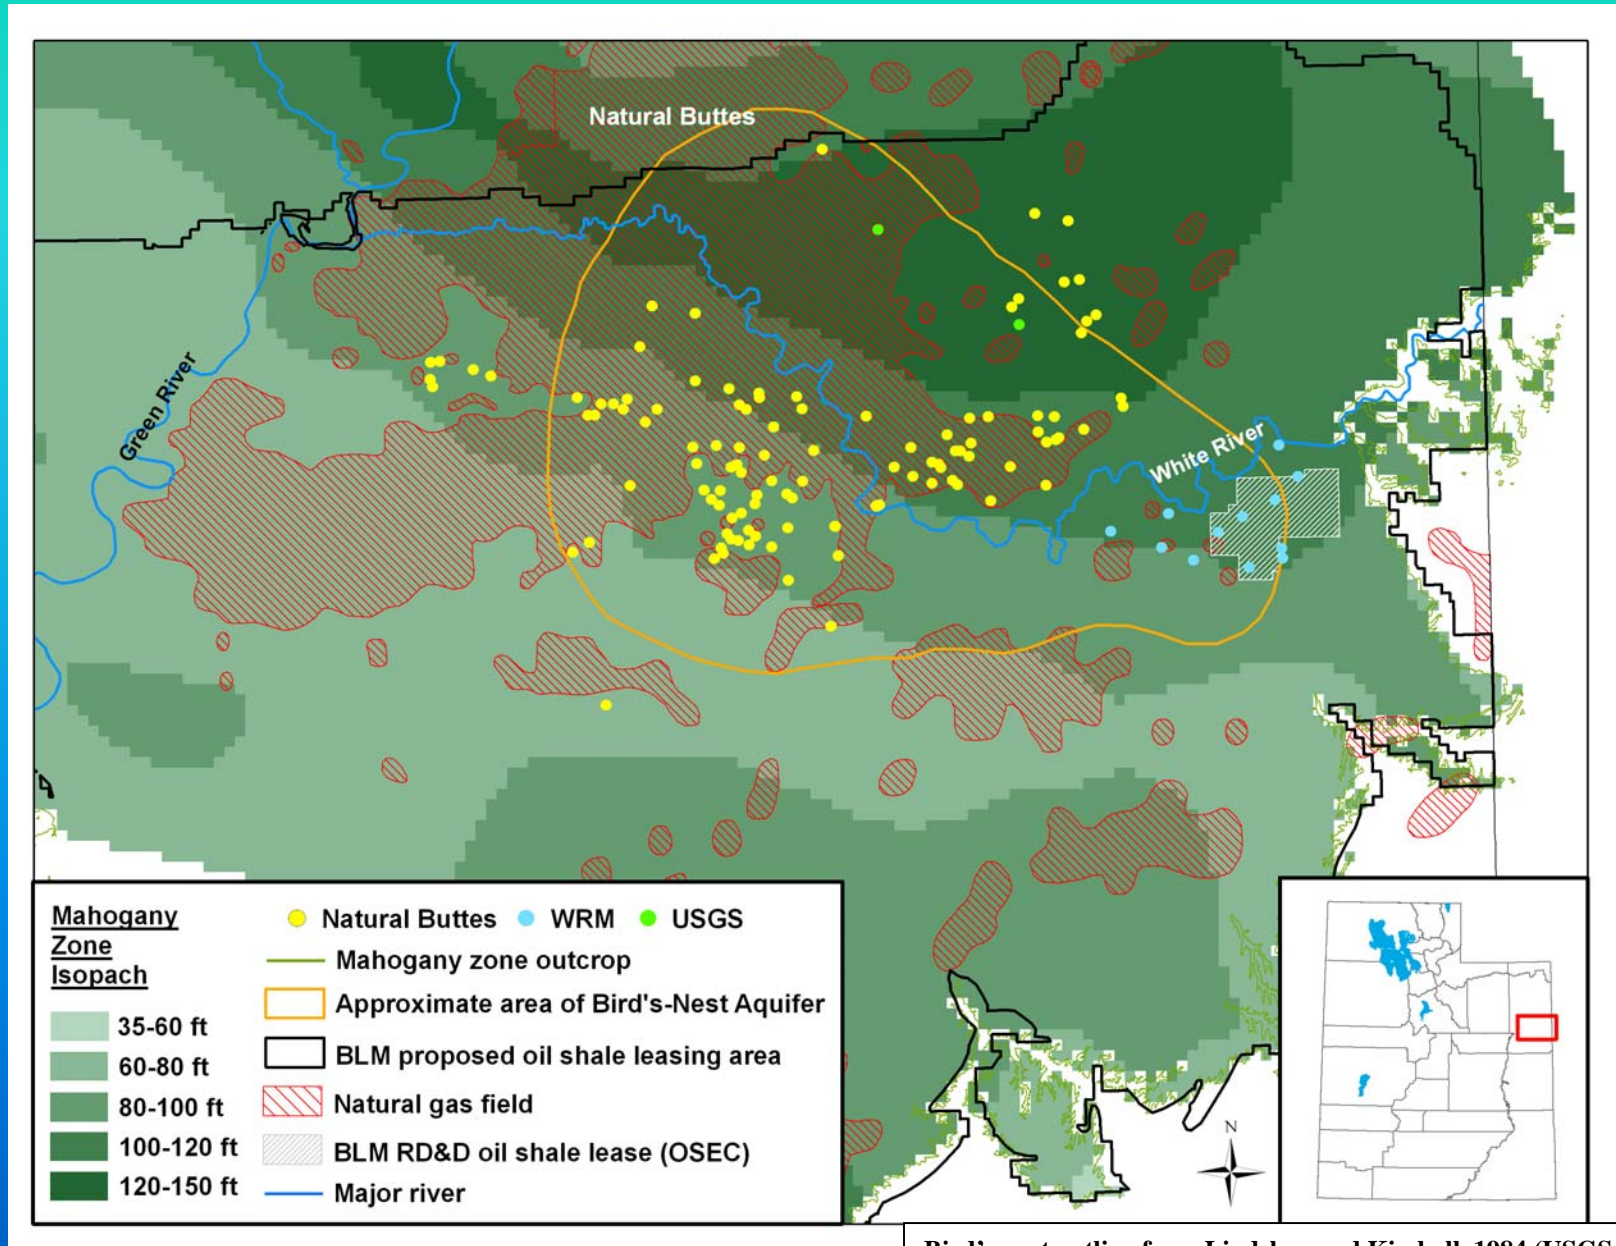 Natural Buttes
Green River
White River
Mahogany
Zone
Isopach
35-60 ft
60-80 ft
80-100 ft
100-120 ft
120-150 ft
Natural Buttes WRM USGS
Mahogany zone outcrop
Approximate area of Bird's-Nest Aquifer
BLM proposed oil shale leasing area
Natural gas field
BLM RD&D oil shale lease (OSEC)
Major river
N
1984 (USGS